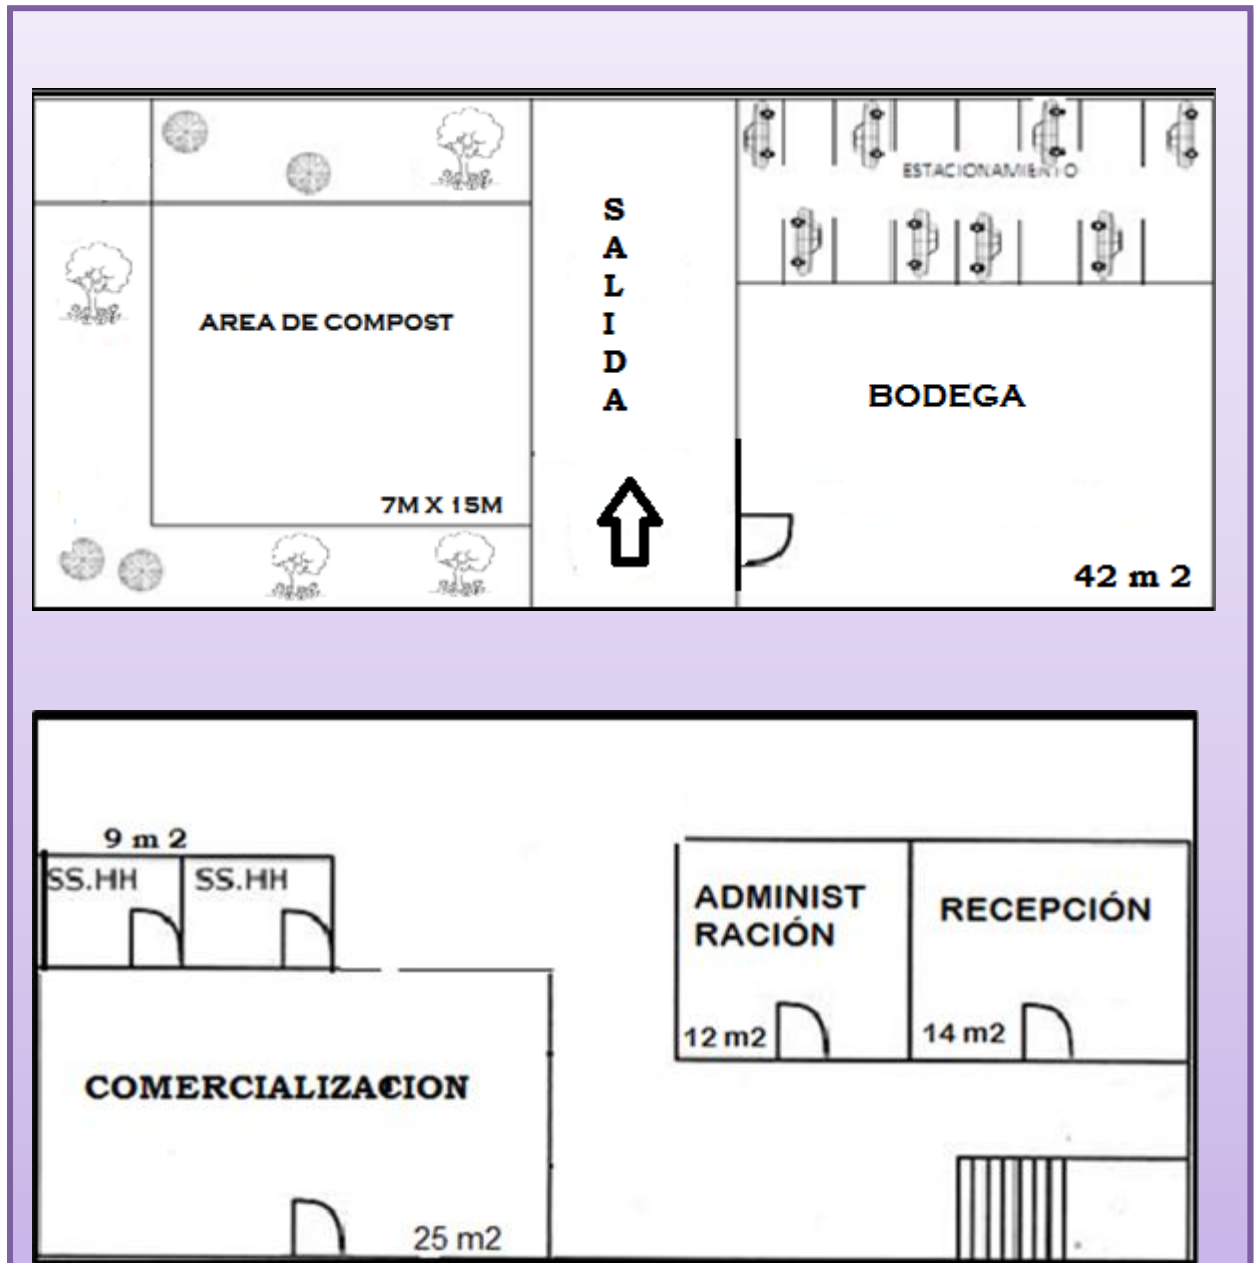 ESTACIONAMIENTO
S
A
L
I
D
A
AREA DE COMPOST
BODEGA
7M X 15M
42 m 2
9 m 2
SS.HH
SS.HH
ADMINIST
RACIÓN
RECEPCIÓN
12 m2
14 m2
COMERCIALIZACION
25 m2